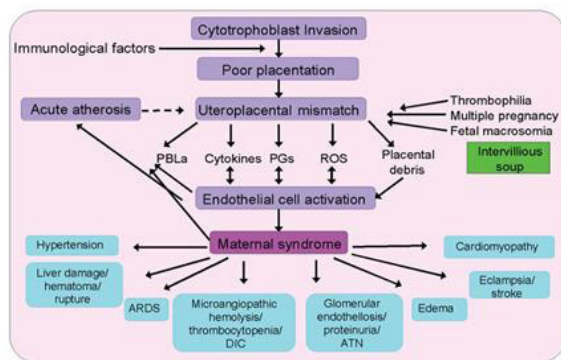 Cytotrophoblast Invasion
Immunological factors
Poor placentation
Acute atherosis
Uteroplacental mismatch
Thrombophilia
Multiple pregnancy
Fetal macrosomia
PBLa
Cytokines
PGs
ROS
Placental
debris
Intervillious
soup
Endothelial cell activation
Maternal syndrome
Hypertension
Cardiomyopathy
Liver damage/
hematoma/
rupture
ARDS
Microangiopathic
hemolysis/
thrombocytopenia/
DIC
Glomerular
endothellosis/
proteinuria/
ATN
Edema
Eclampsia/
stroke